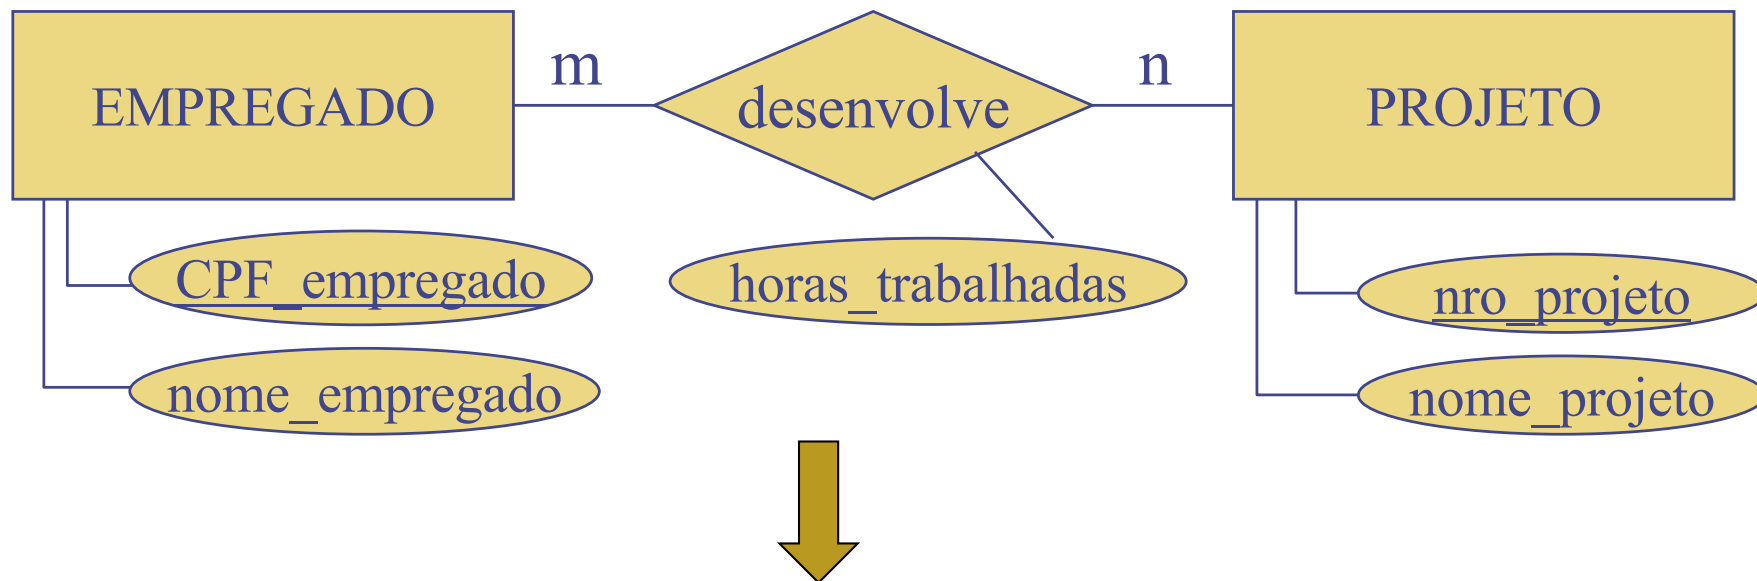 EMPREGADO
m
desenvolve
n
PROJETO
CPF_empregado
horas_trabalhadas
nro_projeto
nome_empregado
nome_projeto